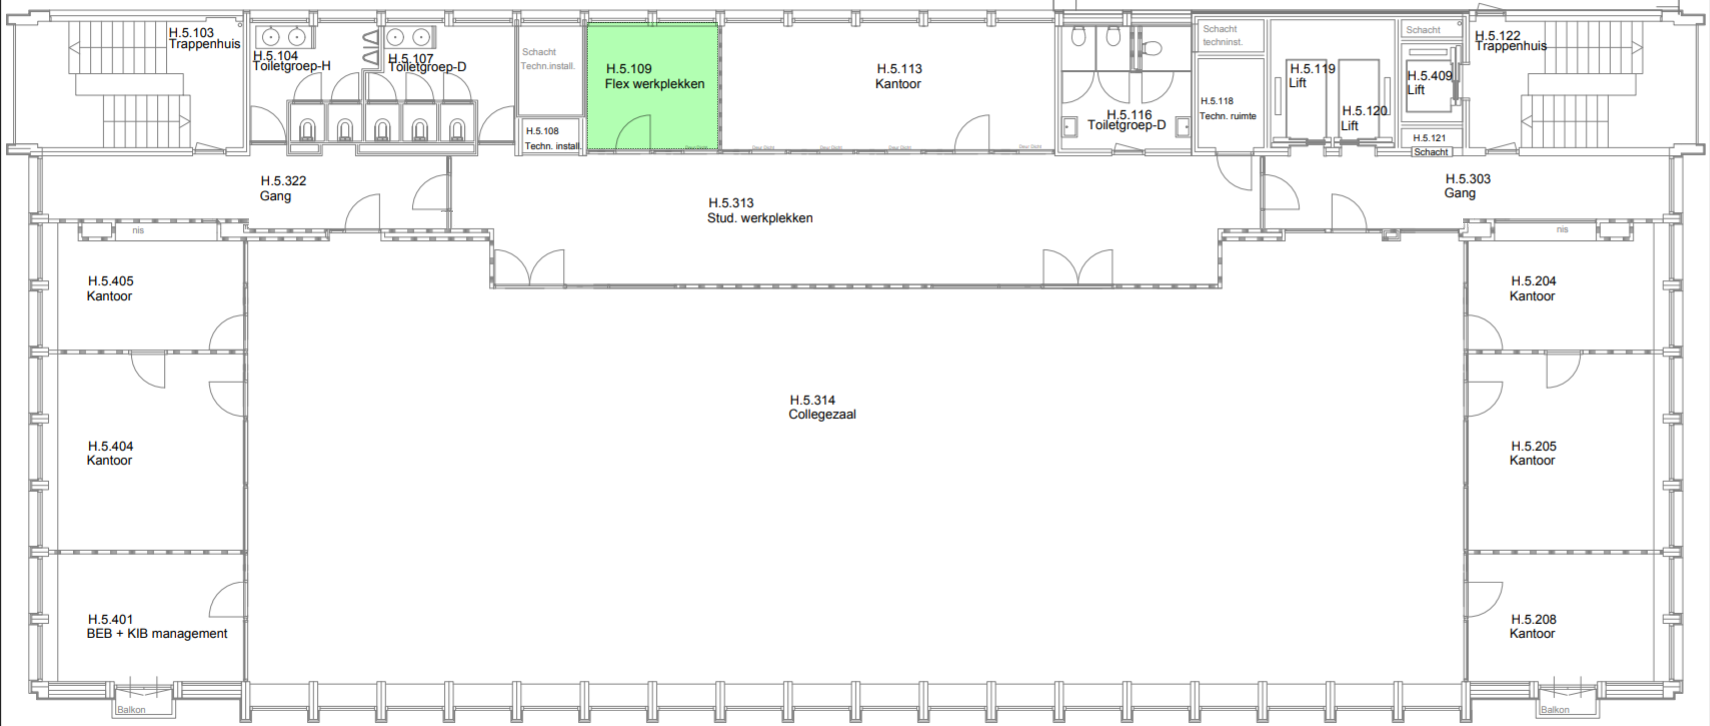 H.5.103
Trappenhuis
H.5.104
Toiletgroep-H
H.5.107
Toiletgroep-D
Schacht
Techn.install.
H.5.108
Techn. install.
H.5.109
Flex werkplekken
H.5.113
Kantoor
H.5.116
Toiletgroep-D
Schacht
techninst.
H.5.118
Techn. ruimte
H.5.119
Lift
H.5.120
Lift
Schacht
H.5.409
Lift
H.5.121
Schacht
H.5.122
Trappenhuis
H.5.322
Gang
H.5.313
Stud. werkplekken
H.5.303
Gang
nis
nis
H.5.405
Kantoor
H.5.204
Kantoor
H.5.314
Collegezaal
H.5.404
Kantoor
H.5.205
Kantoor
H.5.401
BEB + KIB management
H.5.208
Kantoor
Balkon
Balkon